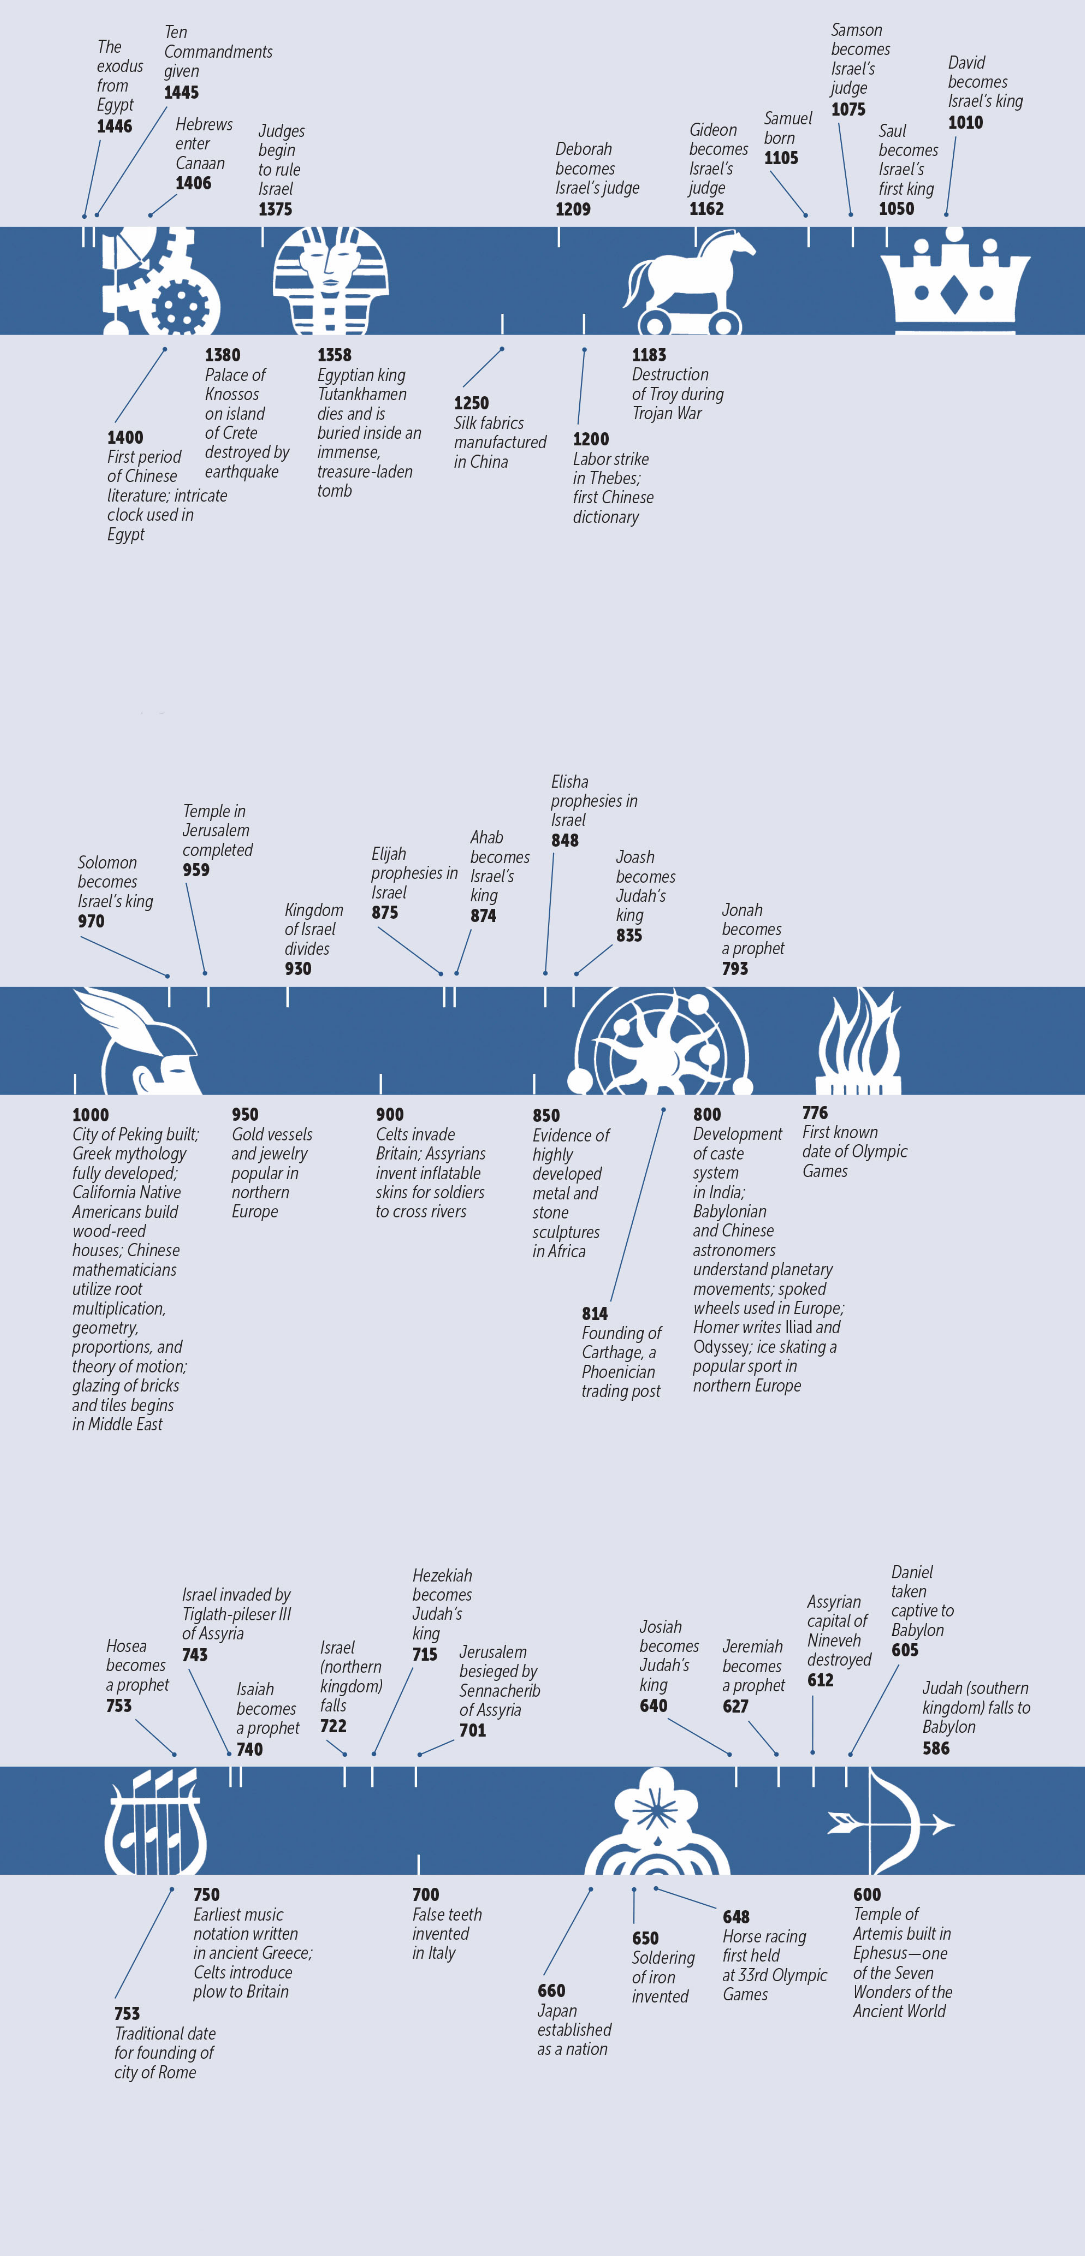 The
exodus
from
Egypt
1446
Ten
Commandments
given
1445
Hebrews
enter
Canaan
1406
Judges
begin
to rule
Israel
1375
Deborah
becomes
Israel's judge
1209
Gideon
becomes
Israel's
judge
1162
Samuel
born
1105
Samson
becomes
Israel's
judge
1075
Saul
becomes
Israel's
first king
1050
David
becomes
Israel's king
1010
1400
First period
of Chinese
literature; intricate
clock used in
Egypt
1380
Palace of
Knossos
on island
of Crete
destroyed by
earthquake
1358
Egyptian king
Tutankhamen
dies and is
buried inside an
immense,
treasure-laden
tomb
1250
Silk fabrics
manufactured
in China
1200
Labor strike
in Thebes;
first Chinese
dictionary
1183
Destruction
of Troy during
Trojan War
Solomon
becomes
Israel's king
970
Temple in
Jerusalem
completed
959
Kingdom
of Israel
divides
930
Elijah
prophesies in
Israel
875
Ahab
becomes
Israel's
king
874
Elisha
prophesies in
Israel
848
Joash
becomes
Judah's
king
835
Jonah
becomes
a prophet
793
1000
City of Peking built;
Greek mythology
fully developed;
California Native
Americans build
wood-reed
houses; Chinese
mathematicians
utilize root
multiplication,
geometry,
proportions, and
theory of motion;
glazing of bricks
and tiles begins
in Middle East
950
Gold vessels
and jewelry
popular in
northern
Europe
900
Celts invade
Britain; Assyrians
invent inflatable
skins for soldiers
to cross rivers
850
Evidence of
highly
developed
metal and
stone
sculptures
in Africa
814
Founding of
Carthage, a
Phoenician
trading post
800
Development
of caste
system
in India;
Babylonian
and Chinese
astronomers
understand planetary
movements; spoked
wheels used in Europe;
Homer writes Iliad and
Odyssey; ice skating a
popular sport in
northern Europe
776
First known
date of Olympic
Games
Hosea
becomes
a prophet
753
Israel invaded by
Tiglath-pileser III
of Assyria
743
Isaiah
becomes
a prophet
740
Israel
(northern
kingdom)
falls
722
Hezekiah
becomes
Judah's
king
715
Jerusalem
besieged by
Sennacherib
of Assyria
701
Josiah
becomes
Judah's
king
640
Jeremiah
becomes
a prophet
627
Assyrian
capital of
Nineveh
destroyed
612
Daniel
taken
captive to
Babylon
605
Judah (southern
kingdom) falls to
Babylon
586
753
Traditional date
for founding of
city of Rome
750
Earliest music
notation written
in ancient Greece;
Celts introduce
plow to Britain
700
False teeth
invented
in Italy
660
Japan
established
as a nation
650
Soldering
of iron
invented
648
Horse racing
first held
at 33rd Olympic
Games
600
Temple of
Artemis built in
Ephesus—one
of the Seven
Wonders of the
Ancient World